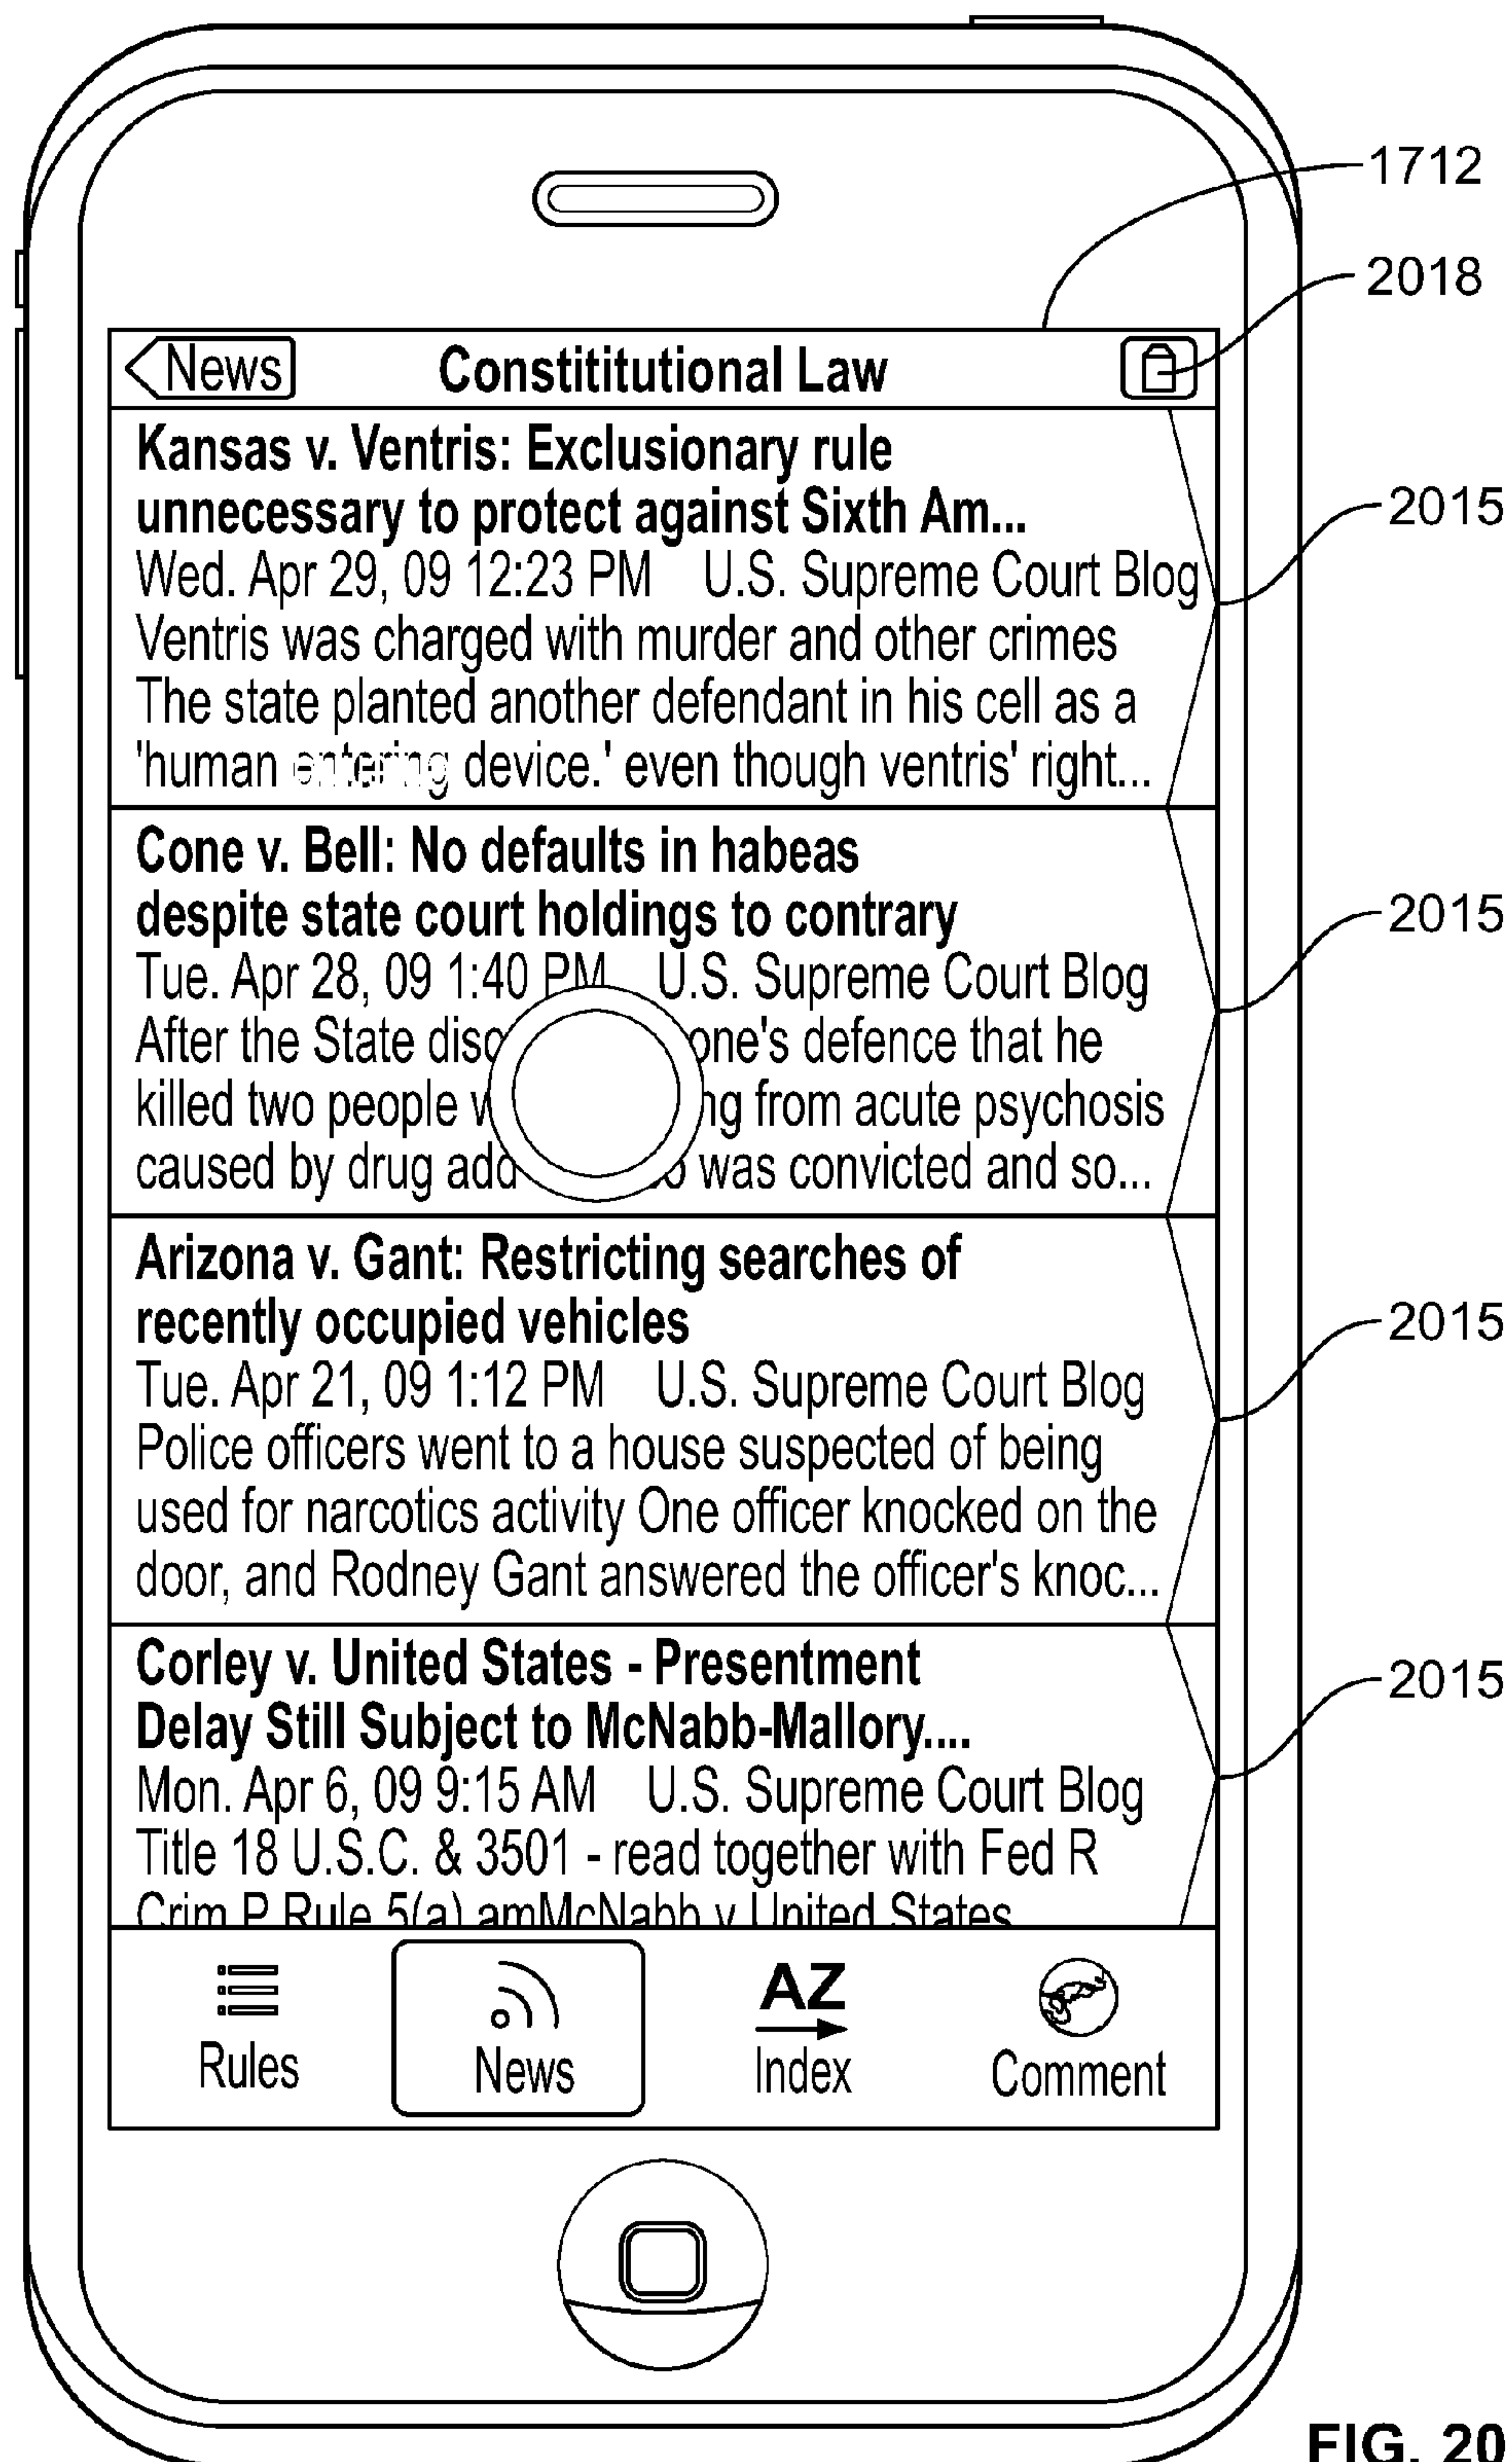 1712
2018
News Constititutional Law
Kansas v. Ventris: Exclusionary rule
unnecessary to protect against Sixth Am...
2015
Wed. Apr 29, 09 12:23 PM U.S. Supreme Court Blog
Ventris was charged with murder and other crimes
The state planted another defendant in his cell as a
'human device.' even though ventris' right...
Cone v. Bell: No defaults in habeas
despite state court holdings to contrary
2015
Tue. Apr 28, 09 1:40 PM U.S. Supreme Court Blog
After the State disc one's defence that he
killed two people w ng from acute psychosis
caused by drug add o was convicted and so...
Arizona v. Gant: Restricting searches of
recently occupied vehicles
2015
Tue. Apr 21, 09 1:12 PM U.S. Supreme Court Blog
Police officers went to a house suspected of being
used for narcotics activity One officer knocked on the
door, and Rodney Gant answered the officer's knoc...
Corley v. United States - Presentment
2015
Delay Still Subject to McNabb-Mallory....
Mon. Apr 6, 09 9:15 AM U.S. Supreme Court Blog
Title 18 U.S.C. & 3501 - read together with Fed R
Crim P Rule 5(a) amMcNabb v United States
AZ
Rules News Index Comment
FIG. 20